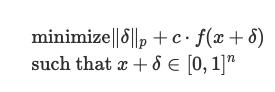 minimize‖δ‖ₚ + c · f(x + δ)
such that x + δ ∈ [0, 1]ⁿ